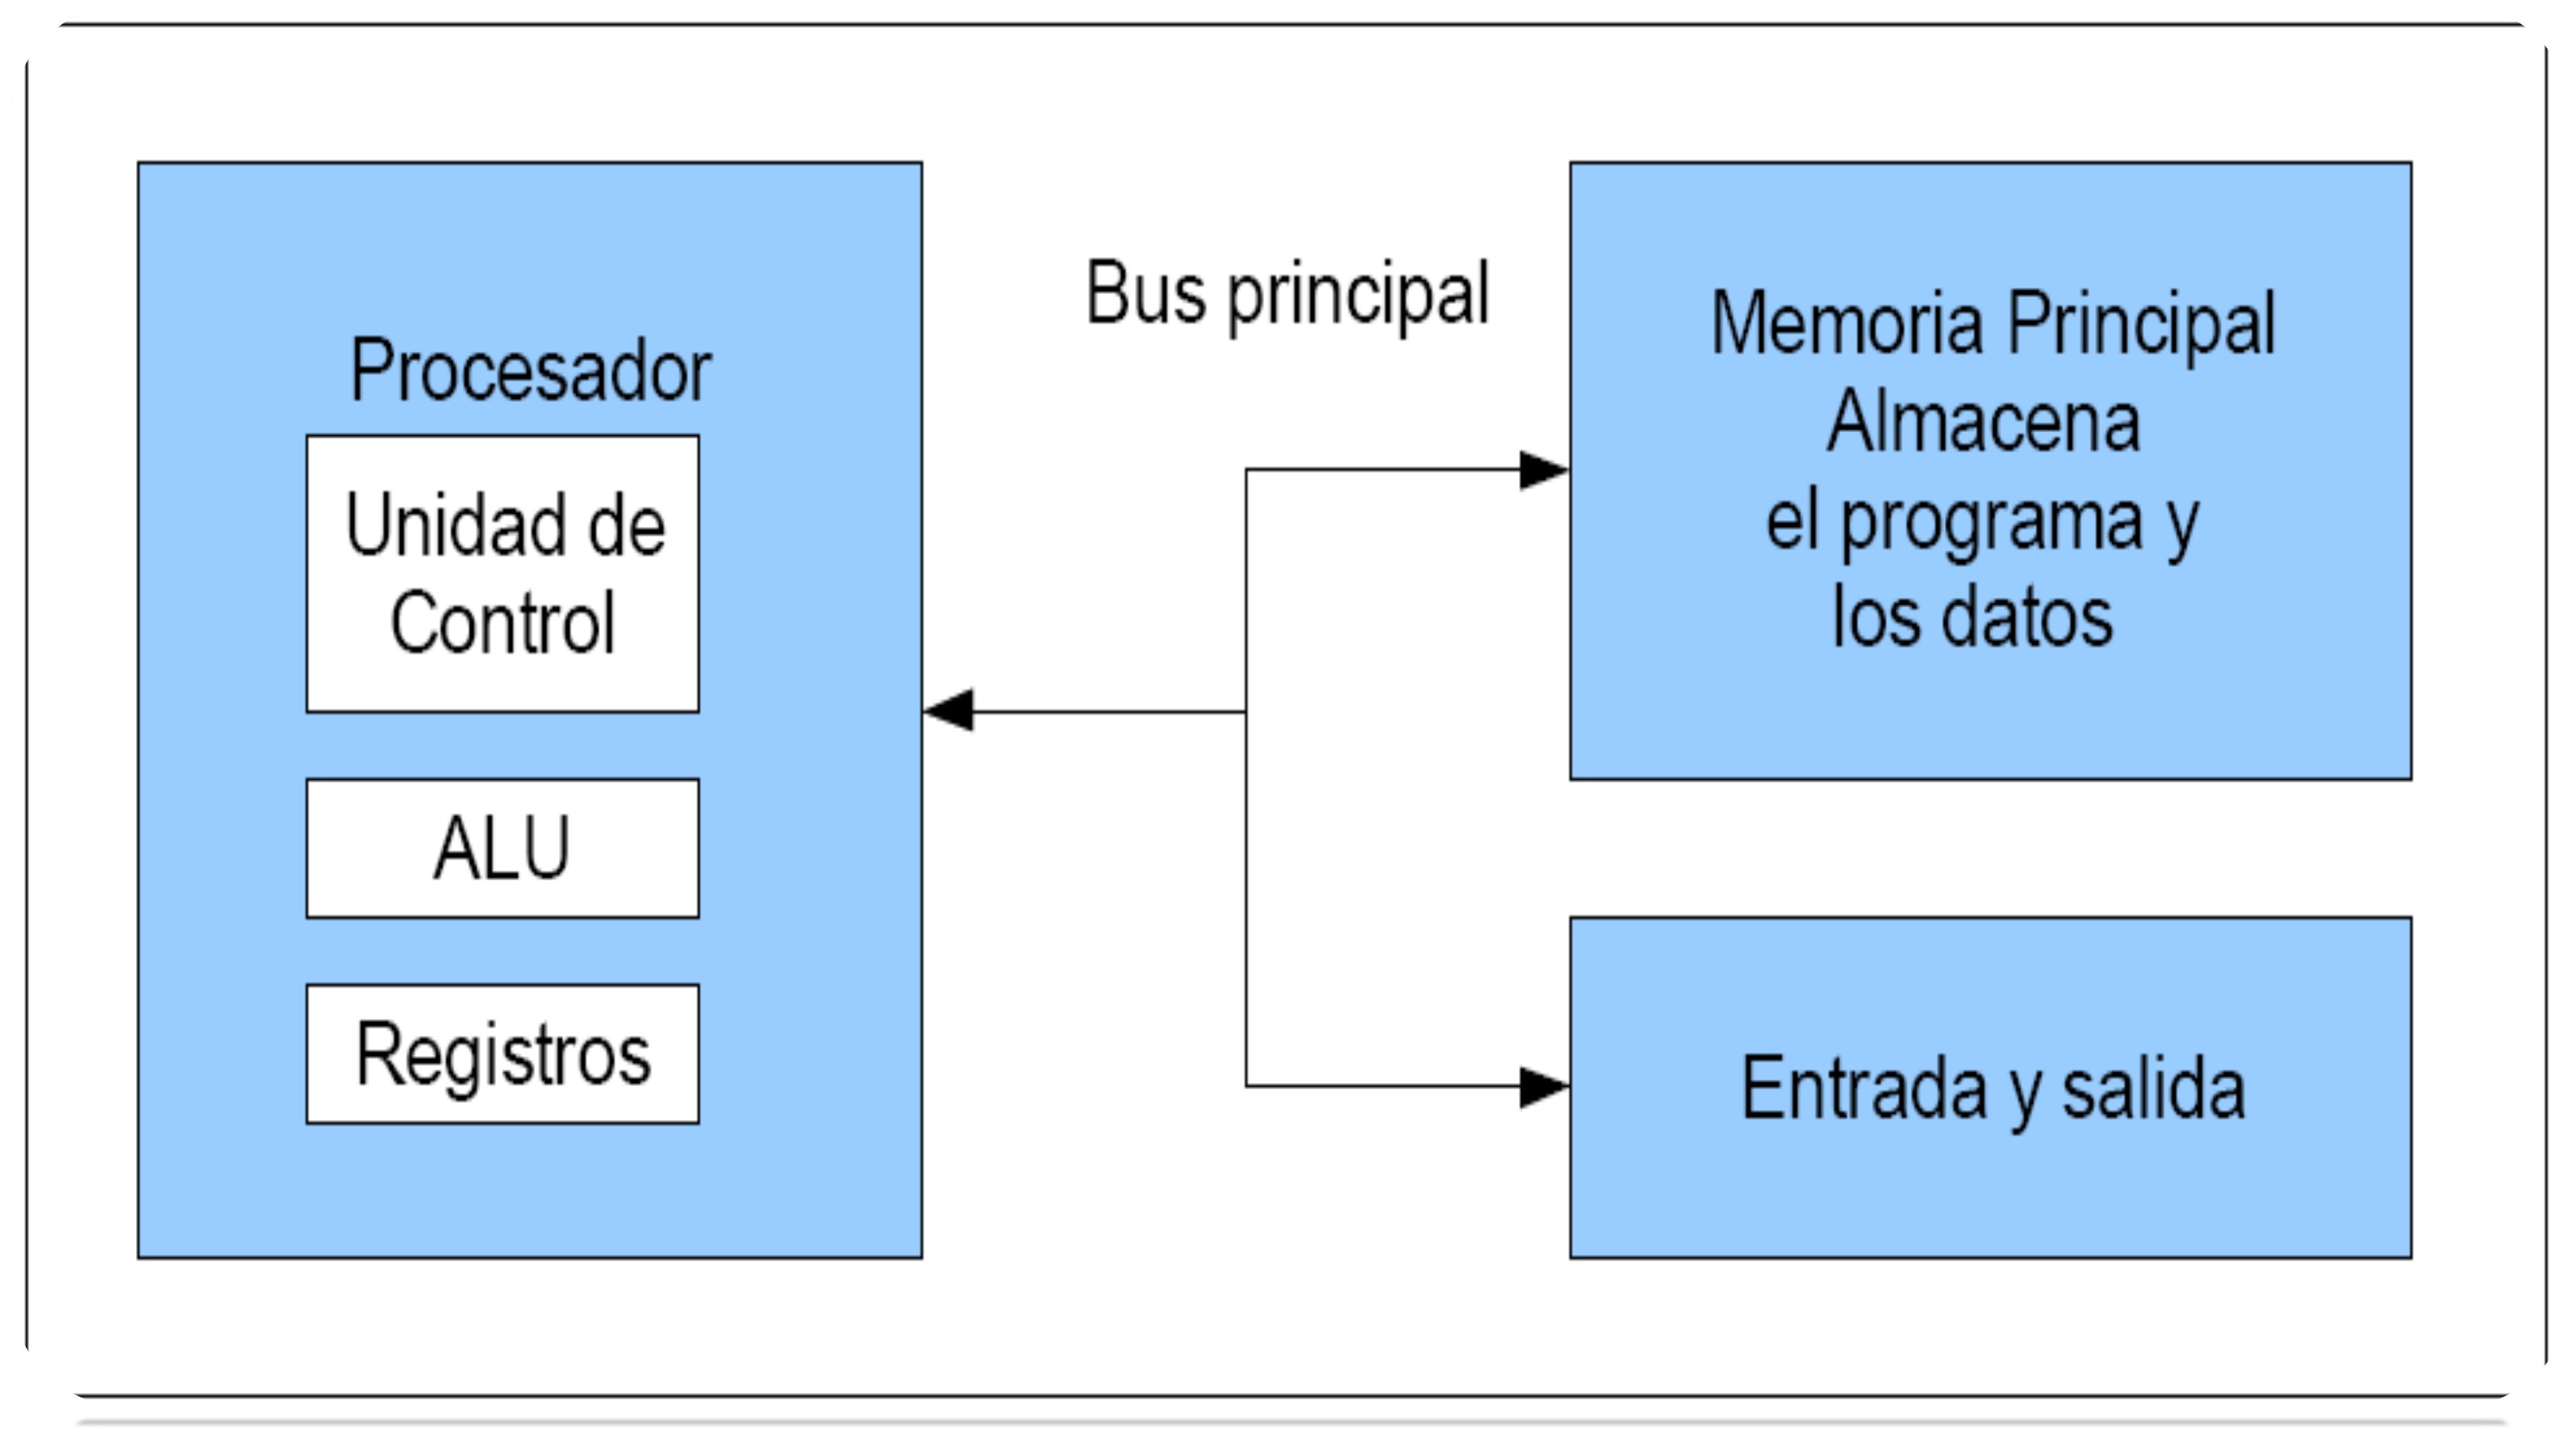 Procesador
Unidad de
Control
ALU
Registros
Bus principal
Memoria Principal
Almacena
el programa y
los datos
Entrada y salida